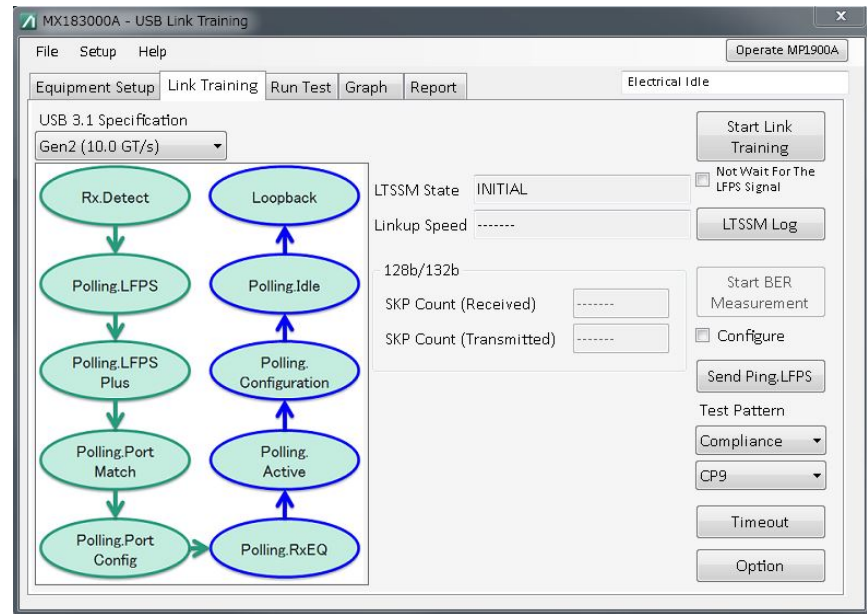 MX183000A - USB Link Training
x
File Setup Help
Operate MP1900A
Equipment Setup Link Training Run Test Graph Report
Electrical Idle
USB 3.1 Specification
Gen2 (10.0 GT/s)
Rx.Detect
Polling.LFPS
Polling.LFPS
Plus
Polling.Port
Match
Polling.Port
Config
Loopback
Polling.Idle
Polling.
Configuration
Polling.
Active
Polling.RxEQ
LTSSM State INITIAL
Linkup Speed -------
128b/132b
SKP Count (Received) -------
SKP Count (Transmitted) -------
Start Link
Training
Not Wait For The
LFPS Signal
LTSSM Log
Start BER
Measurement
Configure
Send Ping.LFPS
Test Pattern
Compliance
CP9
Timeout
Option